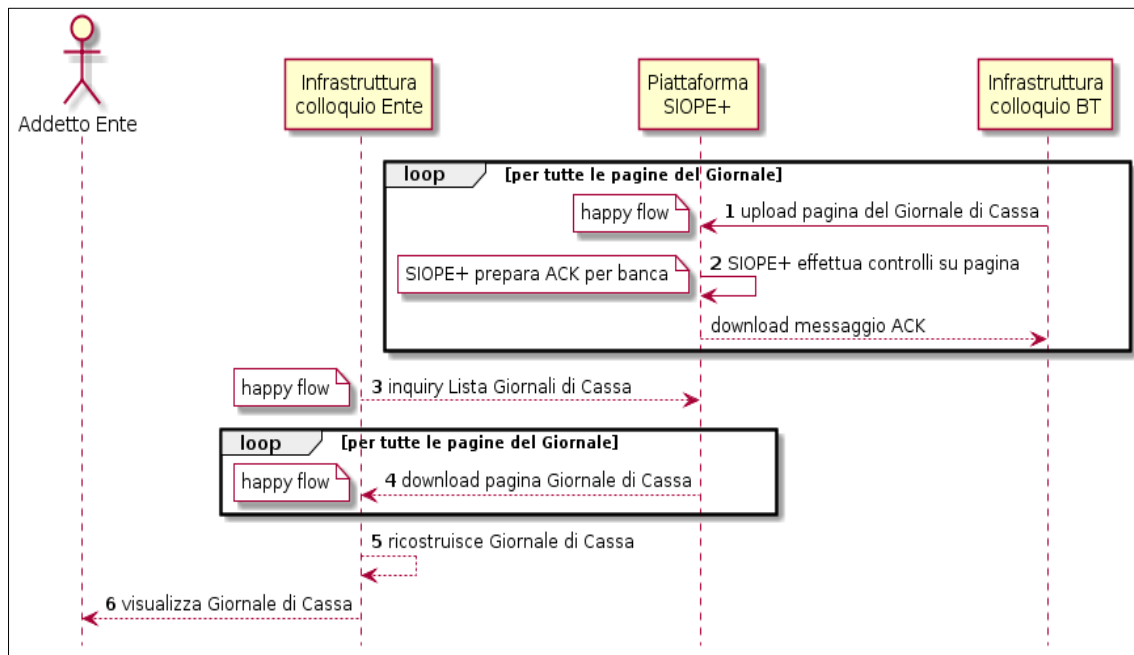 Addetto Ente
Infrastruttura
colloquio Ente
Piattaforma
SIOPE+
Infrastruttura
colloquio BT
loop [per tutte le pagine del Giornale]
happy flow
1 upload pagina del Giornale di Cassa
SIOPE+ prepara ACK per banca
2 SIOPE+ effettua controlli su pagina
download messaggio ACK
happy flow
3 inquiry Lista Giornali di Cassa
loop [per tutte le pagine del Giornale]
happy flow
4 download pagina Giornale di Cassa
5 ricostruisce Giornale di Cassa
6 visualizza Giornale di Cassa